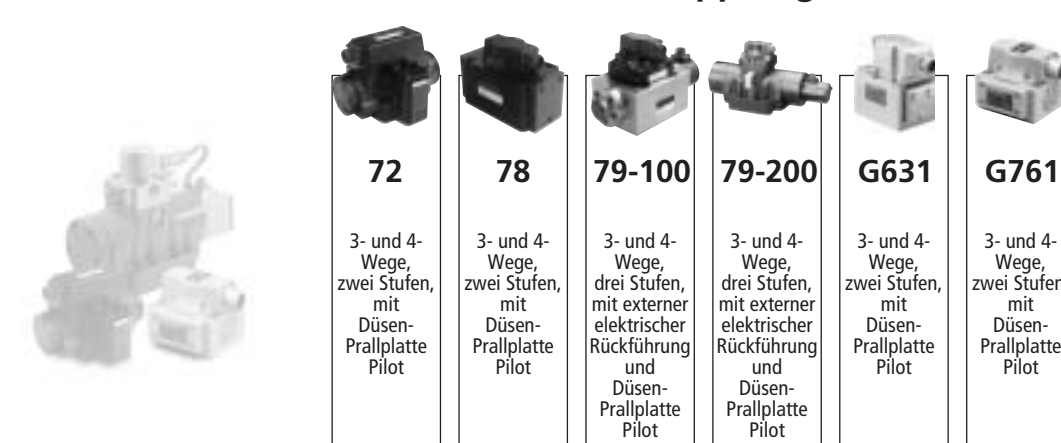 72
3- und 4-
Wege,
zwei Stufen,
mit
Düsen-
Prallplatte
Pilot
78
3- und 4-
Wege,
zwei Stufen,
mit
Düsen-
Prallplatte
Pilot
79-100
3- und 4-
Wege,
drei Stufen,
mit externer
elektrischer
Rückführung
und
Düsen-
Prallplatte
Pilot
79-200
3- und 4-
Wege,
drei Stufen,
mit externer
elektrischer
Rückführung
und
Düsen-
Prallplatte
Pilot
G631
3- und 4-
Wege,
zwei Stufen,
mit
Düsen-
Prallplatte
Pilot
G761
3- und 4-
Wege,
zwei Stufen
mit
Düsen-
Prallplatte
Pilot